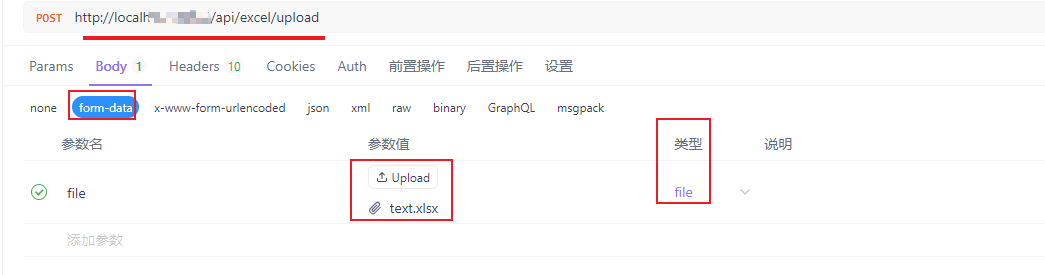 POST http://localh /api/excel/upload
Params Body 1 Headers 10 Cookies Auth 前置操作 后置操作 设置
none form-data x-www-form-urlencoded json xml raw binary GraphQL msgpack
参数名 参数值 类型 说明
Upload
file text.xlsx file
添加参数